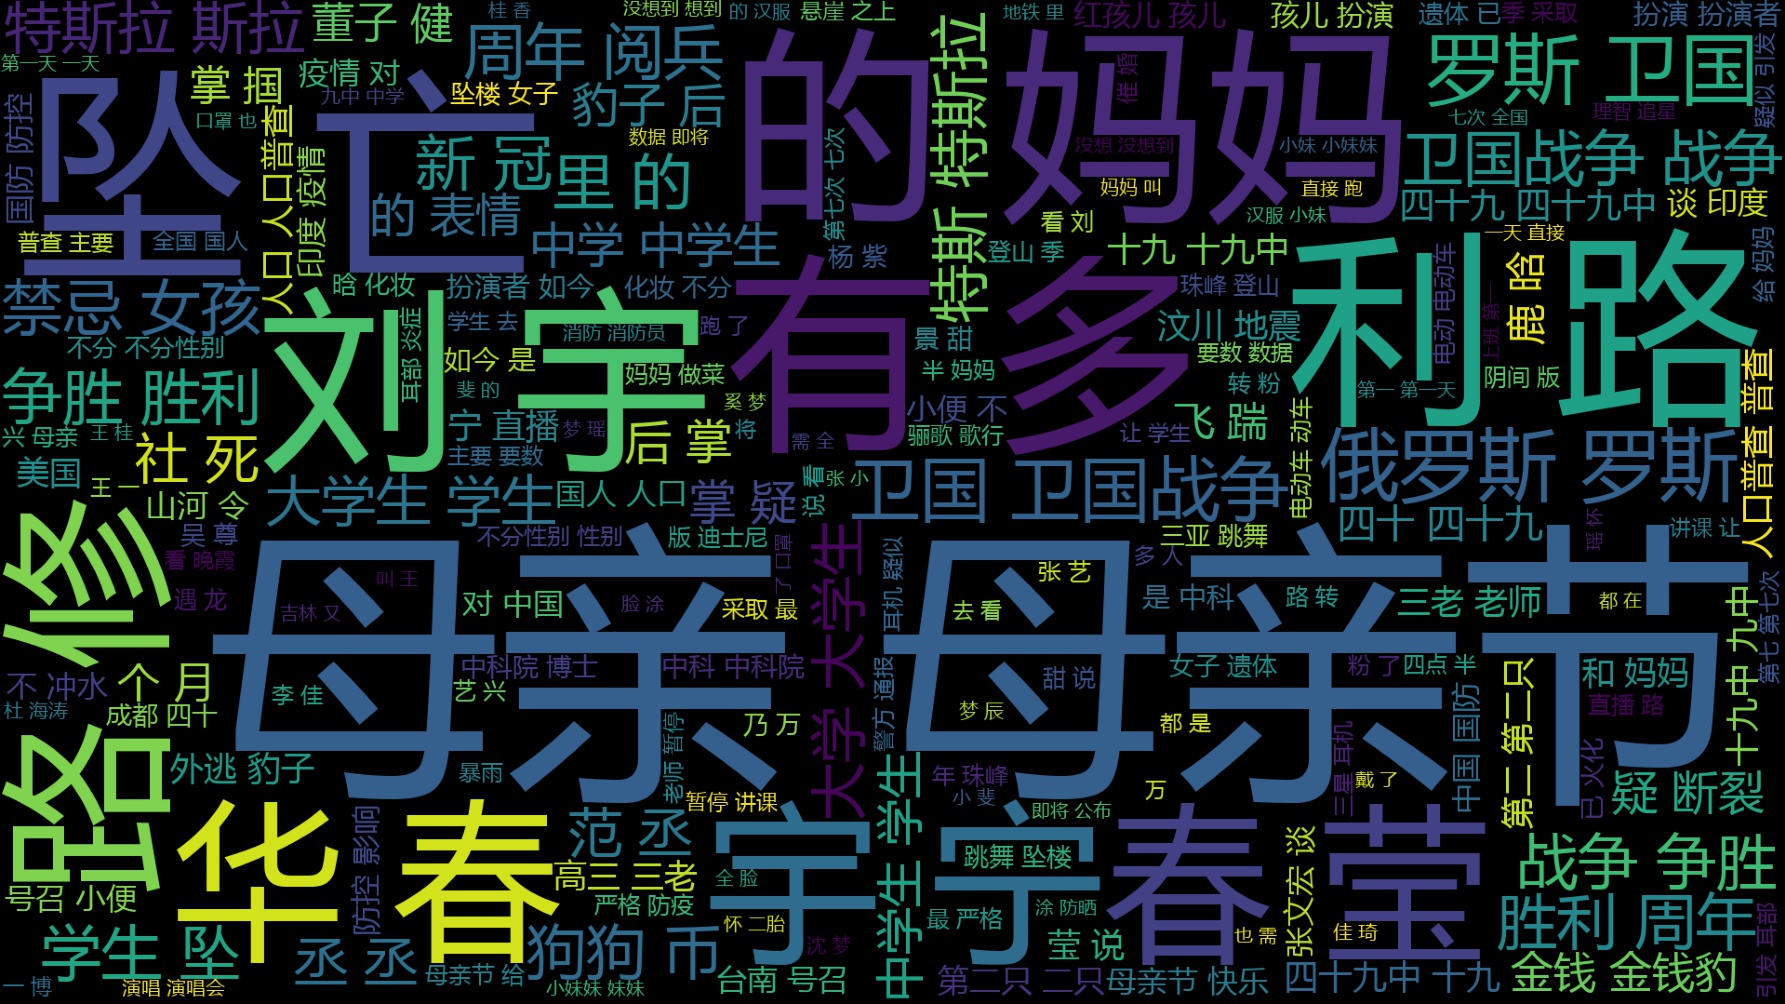 特斯拉 斯拉
董子 健
桂 香
没想到 想到
的 汉服
悬崖 之上
地铁 里
红孩儿 孩儿
孩儿 扮演
遗体 已
季 采取
扮演 扮演者
第一天 一天
掌 掴
疫情 对
周年 阅兵
特斯 特斯拉
罗斯 卫国
疑似 引发
国防 防控
坠 亡
口罩 也
九中 中学
坠楼 女子
豹子 后
的 妈妈
催 婚
七次 全国
理智 追星
人口 人口普查
新 冠
里 的
数据 即将
第七次 七次
没想 没想到
小妹 小妹妹
卫国战争 战争
印度 疫情
的 表情
妈妈 叫
直接 跑
四十九 四十九中
谈 印度
普查 主要
全国 国人
中学 中学生
杨 紫
看 刘
汉服 小妹
登山 季
十九 十九中
一天 直接
给 妈妈
禁忌 女孩
晗 化妆
扮演者 如今
化妆 不分
有 多
珠峰 登山
利 路
电动 电动车
鹿 晗
上班 第一
不分 不分性别
刘 宇
耳部 炎症
学生 去
消防 消防员
跑 了
景 甜
汶川 地震
如今 是
妈妈 做菜
半 妈妈
要数 数据
阴间 版
人口普查 普查
争胜 胜利
斐 的
奚 梦
转 粉
第一 第一天
兴 母亲
王 桂
社 死
宁 直播
梦 瑶
后 掌
将
小便 不
骊歌 歌行
需 全
让 学生
飞 踹
电动车 动车
美国
王 一
主要 要数
俄罗斯 罗斯
山河 令
大学生 学生
国人 人口
掌 疑
说 看
张 小
卫国 卫国战争
四十 四十九
路 修
吴 尊
不分性别 性别
版 迪士尼
了 口罩
大学 大学生
耳机 疑似
三亚 跳舞
瑶 怀
讲课 让
看 晚霞
母亲 母亲节
叫 王
多 人
张 艺
遇 龙
吉林 又
对 中国
脸 涂
采取 最
去 看
是 中科
路 转
三老 老师
都 在
十九中 九中
第七 第七次
不 冲水
个 月
中科院 博士
中科 中科院
女子 遗体
粉 了
四点 半
和 妈妈
李 佳
艺 兴
甜 说
直播 路
杜 海涛
成都 四十
乃 万
警方 通报
梦 辰
都 是
中国 国防
第二 第二只
外逃 豹子
暴雨
老师 暂停
年 珠峰
三星 耳机
戴 了
已 火化
疑 断裂
暂停 讲课
小 斐
万
华 春
防控 影响
范 丞
宇 宁
中学生 学生
即将 公布
春 莹
张文宏 谈
战争 争胜
号召 小便
高三 三老
全 脸
跳舞 坠楼
严格 防疫
怀 二胎
最 严格
涂 防晒
胜利 周年
学生 坠
丞 丞
狗狗 币
沈 梦
莹 说
也 需
佳 琦
引发 耳部
母亲节 给
台南 号召
一 博
演唱 演唱会
小妹妹 妹妹
第二只 二只
母亲节 快乐
四十九中 十九
金钱 金钱豹